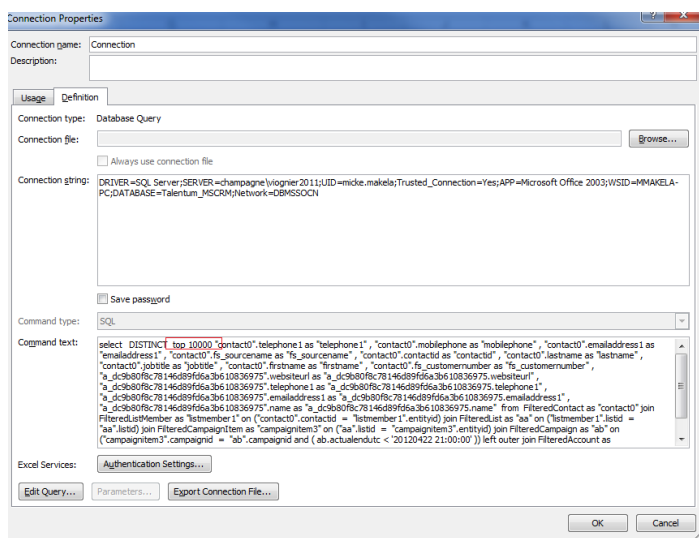 Connection Properties
Connection name: Connection
Description:
Usage Definition
Connection type: Database Query
Connection file: Browse...
Always use connection file
Connection string: DRIVER=SQL Server;SERVER=champagne\viognier2011;UID=micke.makela;Trusted_Connection=Yes;APP=Microsoft Office 2003;WSID=MMAKELA-
PC;DATABASE=Talentum_MSCRM;Network=DBMSSOCN
Save password
Command type: SQL
Command text: select DISTINCT top 10000 "contact0".telephone1 as "telephone1" , "contact0".mobilephone as "mobilephone" , "contact0".emailaddress1 as
"emailaddress1" , "contact0".fs_sourcename as "fs_sourcename" , "contact0".contactid as "contactid" , "contact0".lastname as "lastname" ,
"contact0".jobtitle as "jobtitle" , "contact0".firstname as "firstname" , "contact0".fs_customernumber as "fs_customernumber" ,
"a_dc9b80f8c78146d89fd6a3b610836975".websiteurl as "a_dc9b80f8c78146d89fd6a3b610836975.websiteurl" ,
"a_dc9b80f8c78146d89fd6a3b610836975".telephone1 as "a_dc9b80f8c78146d89fd6a3b610836975.telephone1" ,
"a_dc9b80f8c78146d89fd6a3b610836975".emailaddress1 as "a_dc9b80f8c78146d89fd6a3b610836975.emailaddress1" ,
"a_dc9b80f8c78146d89fd6a3b610836975".name as "a_dc9b80f8c78146d89fd6a3b610836975.name" from FilteredContact as "contact0" join
FilteredListMember as "listmember1" on ("contact0".contactid = "listmember1".entityid) join FilteredList as "aa" on ("listmember1".listid =
"aa".listid) join FilteredCampaignItem as "campaignitem3" on ("aa".listid = "campaignitem3".entityid) join FilteredCampaign as "ab" on
("campaignitem3".campaignid = "ab".campaignid and ( ab.actualendutc < '20120422 21:00:00' )) left outer join FilteredAccount as
Excel Services: Authentication Settings...
Edit Query... Parameters... Export Connection File...
OK Cancel